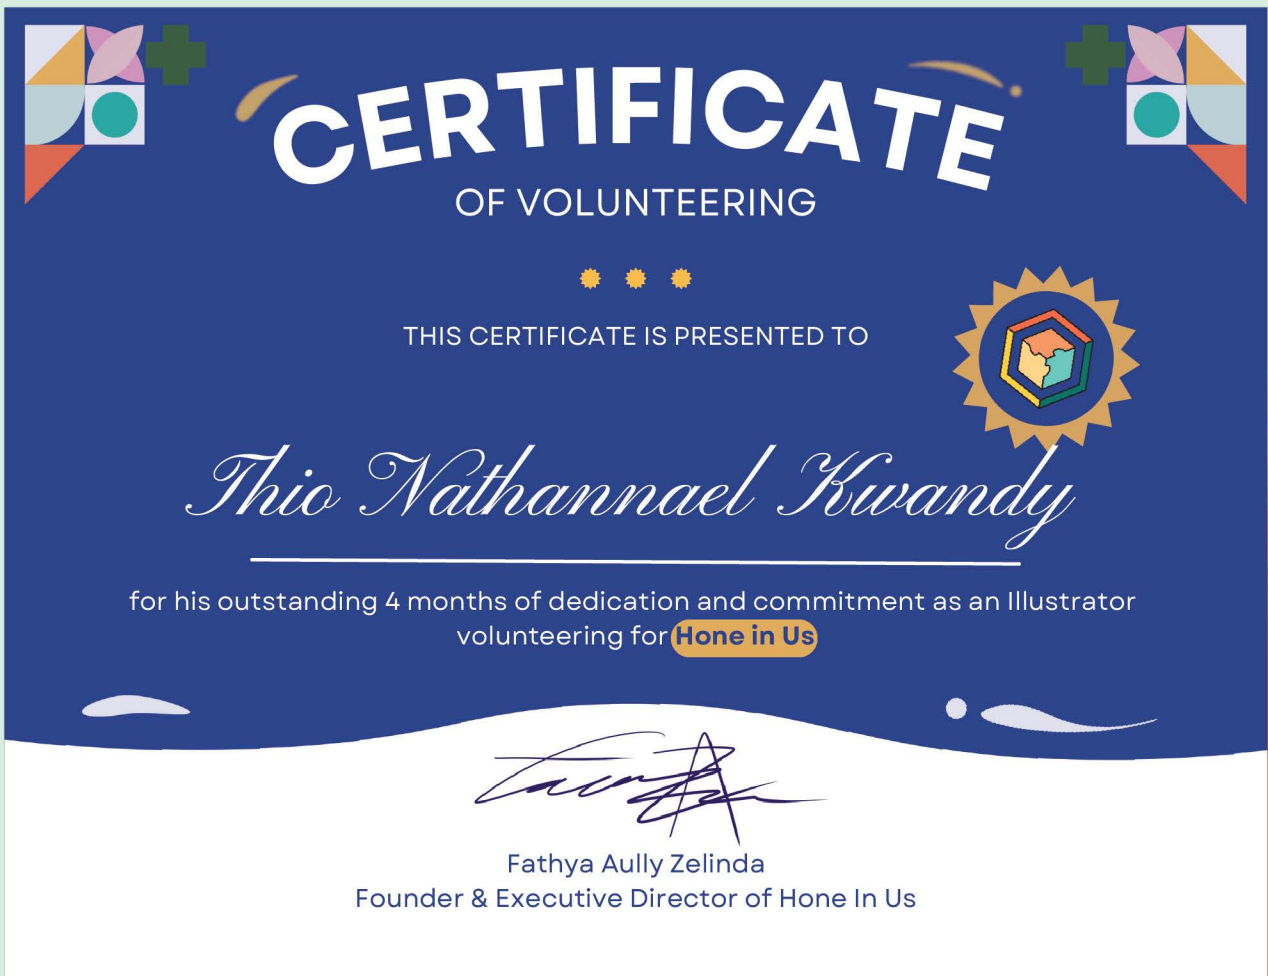 CERTIFICATE
OF VOLUNTEERING
THIS CERTIFICATE IS PRESENTED TO
Thio Nathannael Kwandy
for his outstanding 4 months of dedication and commitment as an Illustrator
volunteering for Hone in Us
Fathya Aully Zelinda
Founder & Executive Director of Hone In Us